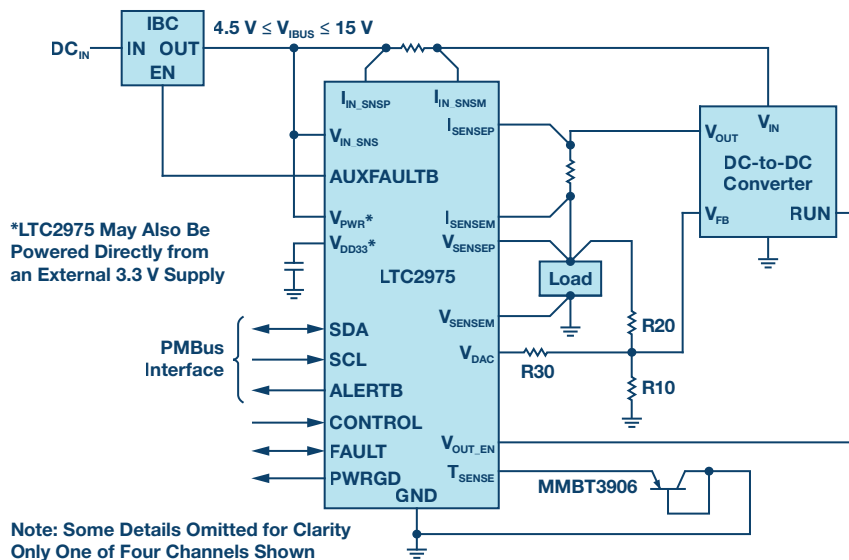 IBC
4.5 V ≤ VIBUS ≤ 15 V
DCIN
IN OUT
EN
IIN_SNSP
IIN_SNSM
VIN_SNS
ISENSEP
AUXFAULTB
VPWR*
ISENSEM
VDD33*
VSENSEP
LTC2975
VOUT
VIN
DC-to-DC
Converter
VFB
RUN
*LTC2975 May Also Be
Powered Directly from
an External 3.3 V Supply
Load
VSENSEM
R20
VDAC
R30
R10
PMBus
Interface
SDA
SCL
ALERTB
CONTROL
FAULT
PWRGD
VOUT_EN
TSENSE
MMBT3906
GND
Note: Some Details Omitted for Clarity
Only One of Four Channels Shown